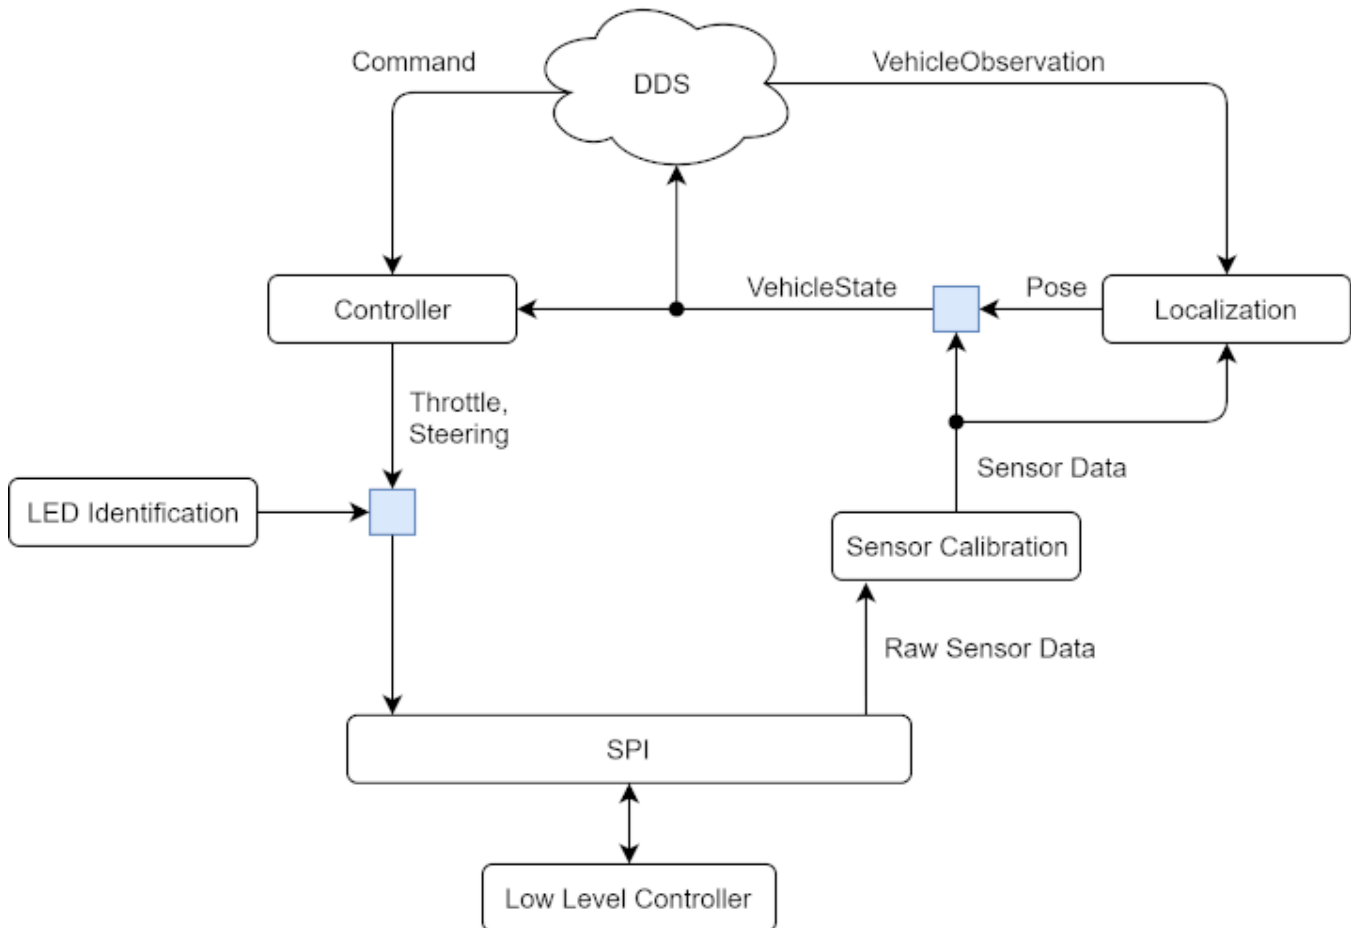 Command
DDS
VehicleObservation
Controller
VehicleState
Pose
Localization
Throttle,
Steering
Sensor Data
LED Identification
Sensor Calibration
Raw Sensor Data
SPI
Low Level Controller